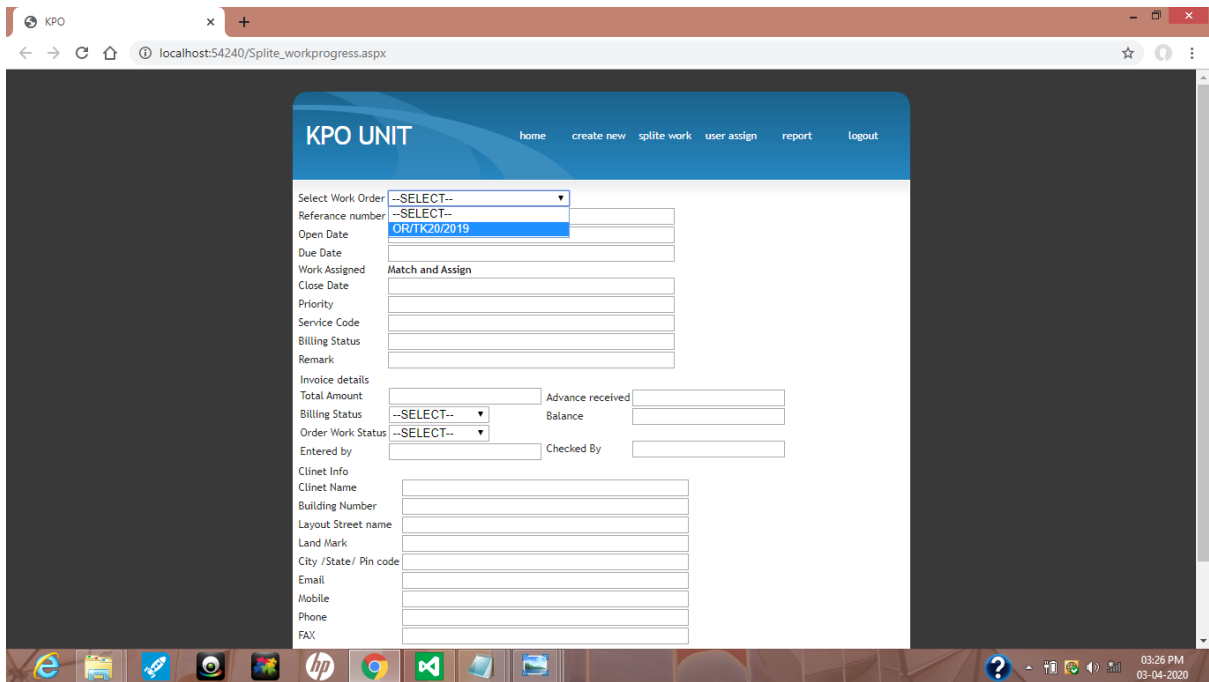 KPO
localhost:54240/Splite_workprogress.aspx
KPO UNIT
home create new splite work user assign report logout
Select Work Order --SELECT--
--SELECT--
Referance number
OR/TK20/2019
Open Date
Due Date
Work Assigned Match and Assign
Close Date
Priority
Service Code
Billing Status
Remark
Invoice details
Total Amount Advance received
Billing Status --SELECT-- Balance
Order Work Status --SELECT--
Entered by Checked By
Clinet Info
Clinet Name
Building Number
Layout Street name
Land Mark
City /State/ Pin code
Email
Mobile
Phone
FAX
hp
03:26 PM
03-04-2020